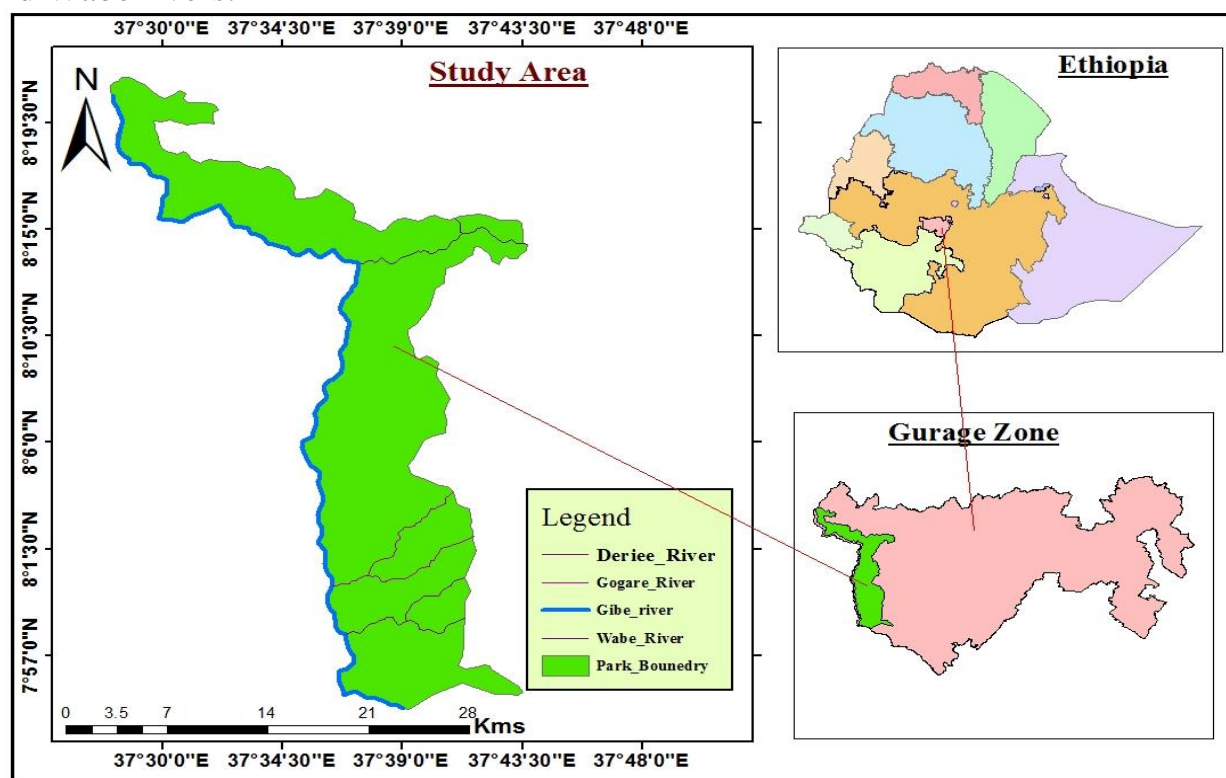 37°30'0"E 37°34'30"E 37°39'0"E 37°43'30"E 37°48'0"E
Study Area
N
8°19'30"N
8°15'0"N
8°10'30"N
8°6'0"N
8°1'30"N
7°57'0"N
Legend
Deriee_River
Gogare_River
Gibe_river
Wabe_River
Park_Bounedry
0 3.5 7 14 21 28
Kms
37°30'0"E 37°34'30"E 37°39'0"E 37°43'30"E 37°48'0"E
Ethiopia
Gurage Zone